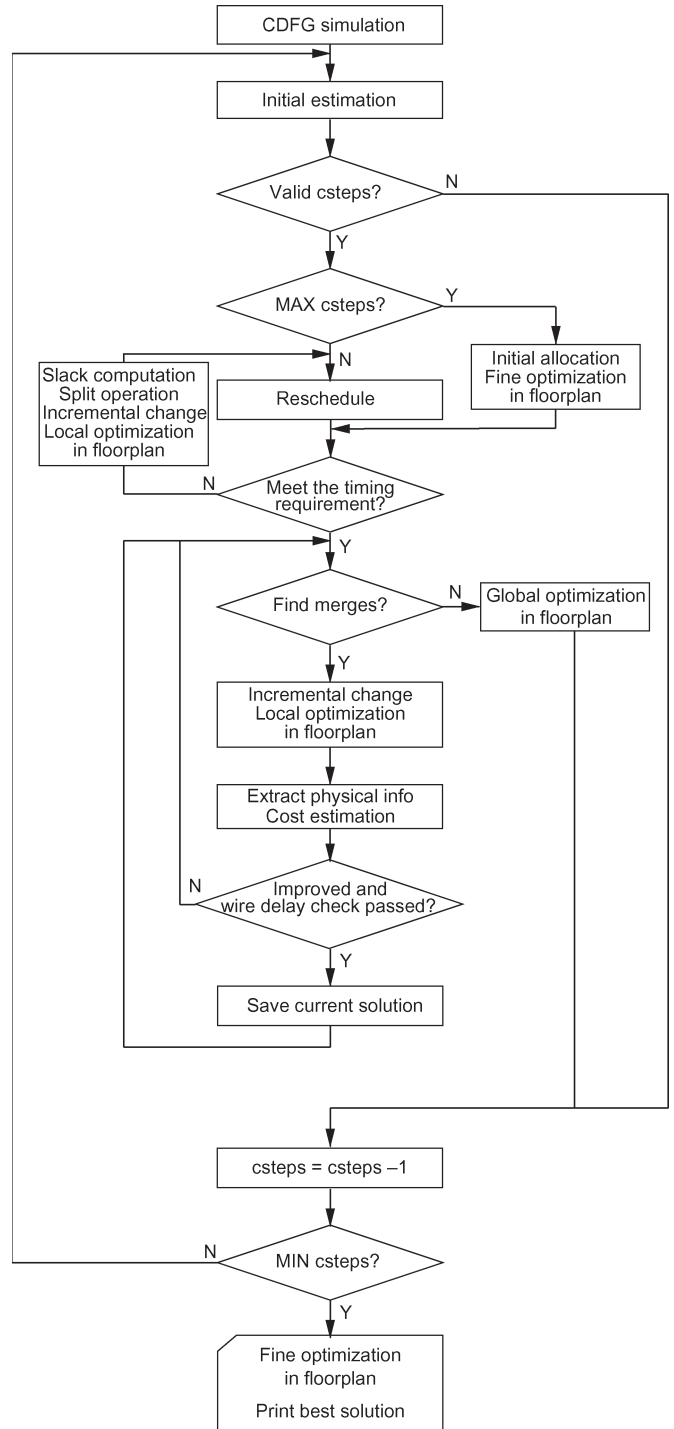 CDFG simulation
Initial estimation
Valid csteps?
N
Y
MAX csteps?
Y
N
Initial allocation
Fine optimization
in floorplan
Slack computation
Split operation
Incremental change
Local optimization
in floorplan
Reschedule
N
Meet the timing
requirement?
Y
Find merges?
N
Global optimization
in floorplan
Y
Incremental change
Local optimization
in floorplan
Extract physical info
Cost estimation
N
Improved and
wire delay check passed?
Y
Save current solution
csteps = csteps –1
N
MIN csteps?
Y
Fine optimization
in floorplan
Print best solution